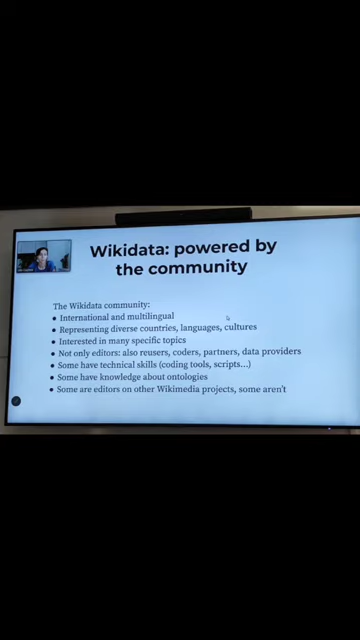 Wikidata: powered by
the community
The Wikidata community:
• International and multilingual
• Representing diverse countries, languages, cultures
• Interested in many specific topics
• Not only editors: also reusers, coders, partners, data providers
• Some have technical skills (coding tools, scripts...)
• Some have knowledge about ontologies
• Some are editors on other Wikimedia projects, some aren't